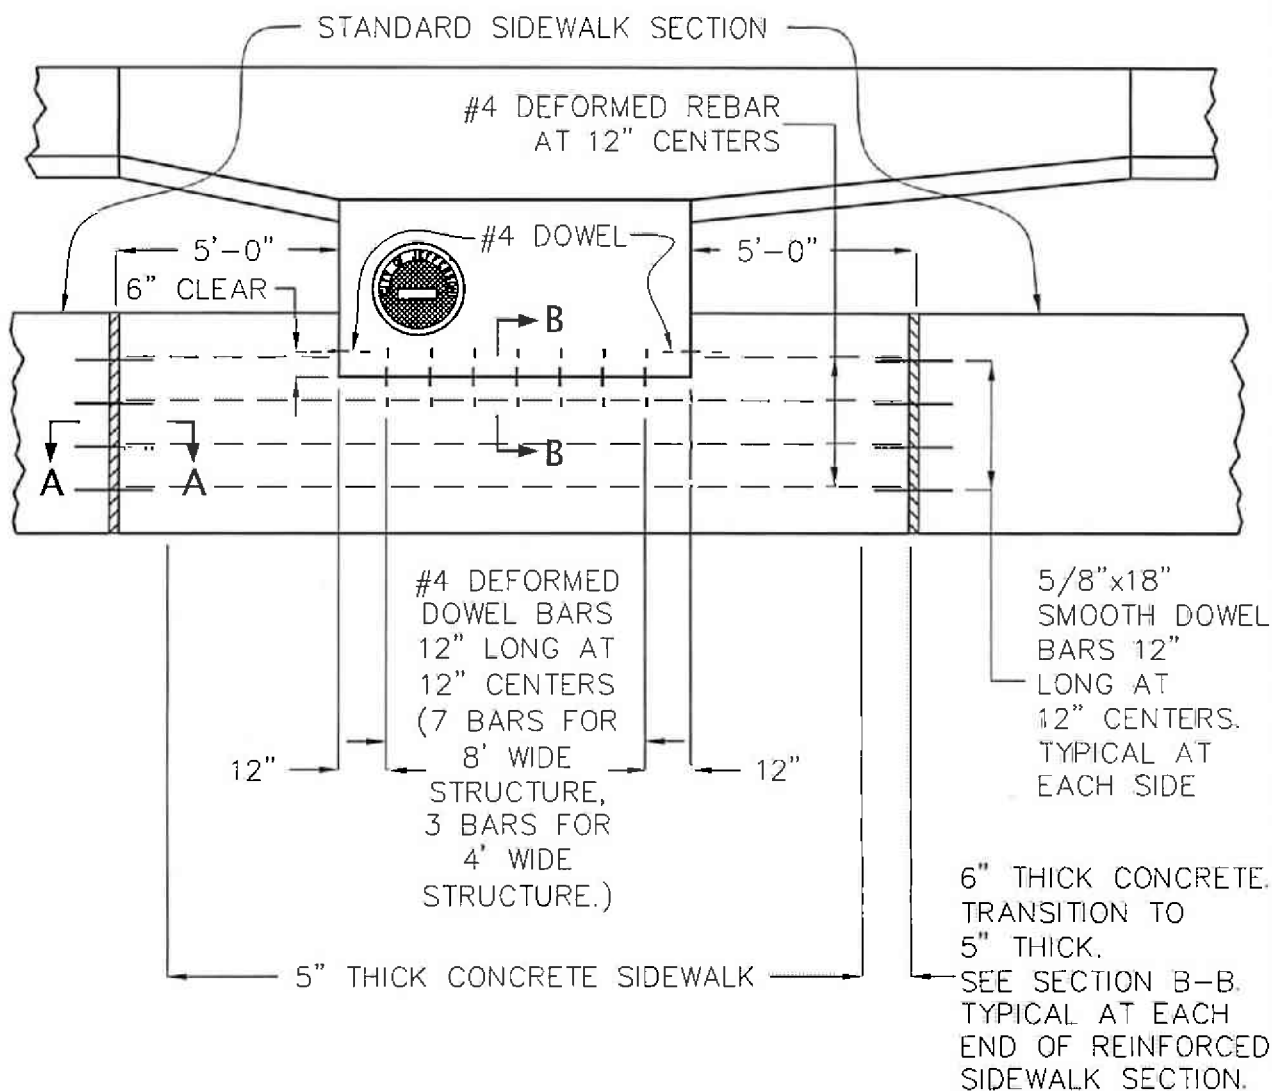 STANDARD SIDEWALK SECTION
#4 DEFORMED REBAR
AT 12" CENTERS
5'-0"
#4 DOWEL
5'-0"
6" CLEAR
B
B
A
A
#4 DEFORMED
DOWEL BARS
12" LONG AT
12" CENTERS
(7 BARS FOR
8' WIDE
STRUCTURE,
3 BARS FOR
4' WIDE
STRUCTURE.)
12"
12"
5/8"x18"
SMOOTH DOWEL
BARS 12"
LONG AT
12" CENTERS.
TYPICAL AT
EACH SIDE
5" THICK CONCRETE SIDEWALK
6" THICK CONCRETE.
TRANSITION TO
5" THICK.
SEE SECTION B-B.
TYPICAL AT EACH
END OF REINFORCED
SIDEWALK SECTION.